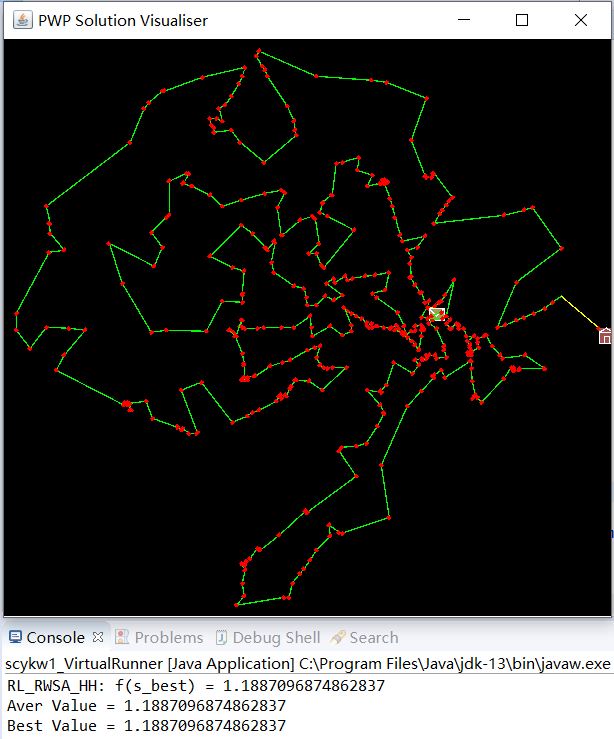 PWP Solution Visualiser
Console Problems Debug Shell Search
scykw1_VirtualRunner [Java Application] C:\Program Files\Java\jdk-13\bin\javaw.exe
RL_RWSA_HH: f(s_best) = 1.1887096874862837
Aver Value = 1.1887096874862837
Best Value = 1.1887096874862837